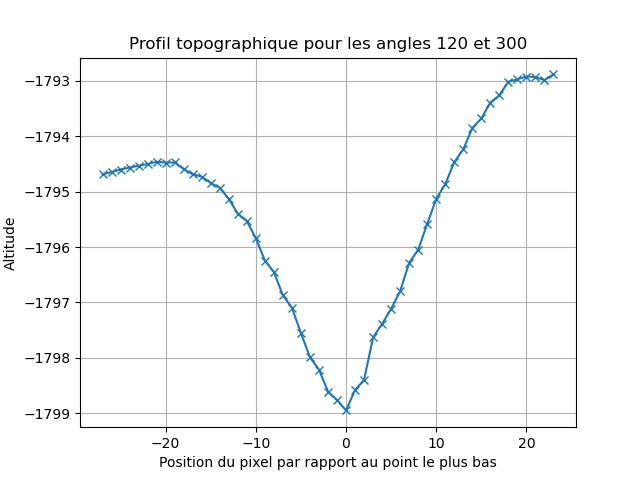 Profil topographique pour les angles 120 et 300
−1793
−1794
−1795
−1796
−1797
−1798
−1799
Altitude
−20 −10 0 10 20
Position du pixel par rapport au point le plus bas